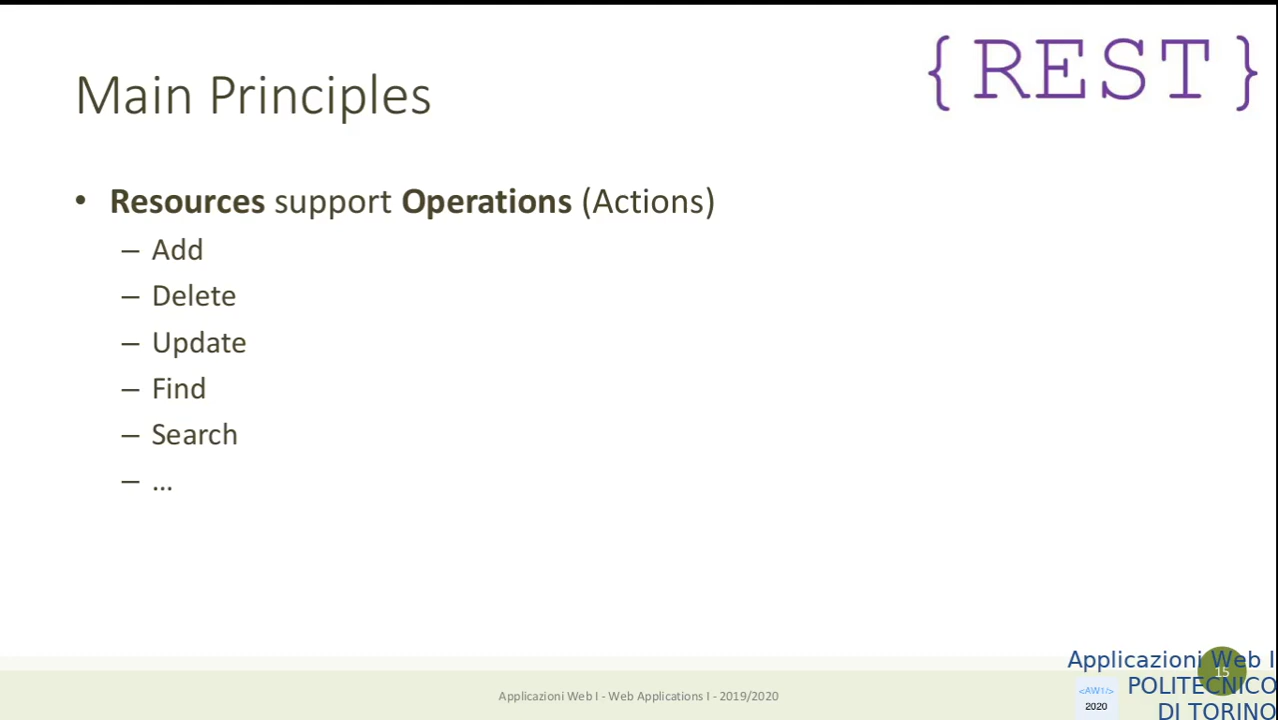 {REST}
Main Principles
• Resources support Operations (Actions)
– Add
– Delete
– Update
– Find
– Search
– ...
Applicazioni Web I - Web Applications I - 2019/2020
15
Applicazioni Web I
POLITECNICO
DI TORINO
<AW1/>
2020